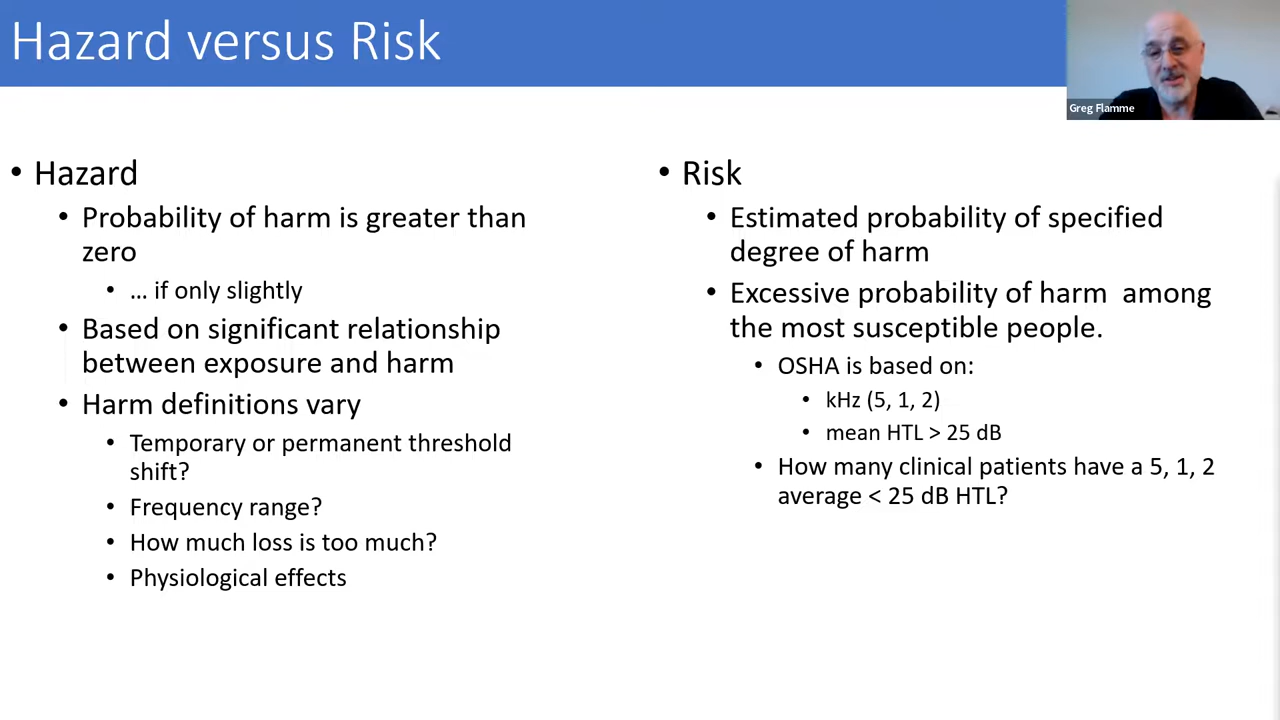 Hazard versus Risk
Greg Flamme
• Hazard
• Probability of harm is greater than
zero
• … if only slightly
• Based on significant relationship
between exposure and harm
• Harm definitions vary
• Temporary or permanent threshold
shift?
• Frequency range?
• How much loss is too much?
• Physiological effects
• Risk
• Estimated probability of specified
degree of harm
• Excessive probability of harm  among
the most susceptible people.
• OSHA is based on:
• kHz (5, 1, 2)
• mean HTL > 25 dB
• How many clinical patients have a 5, 1, 2
average < 25 dB HTL?